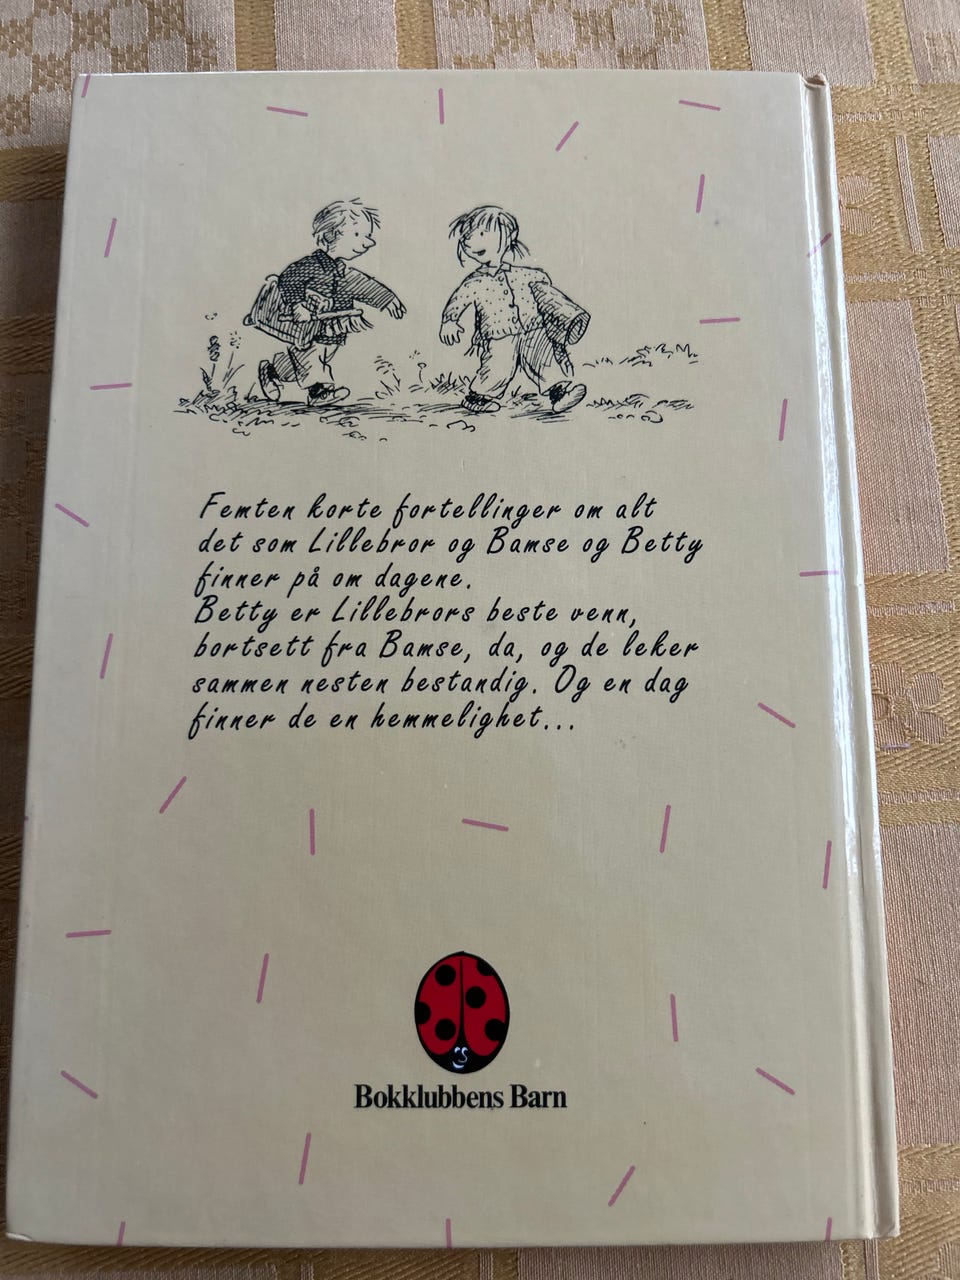 Femten korte fortellinger om alt
det som Lillebror og Bamse og Betty
finner på om dagene.
Betty er Lillebrors beste venn,
bortsett fra Bamse, da, og de leker
sammen nesten bestandig. Og en dag
finner de en hemmelighet...
Bokklubbens Barn